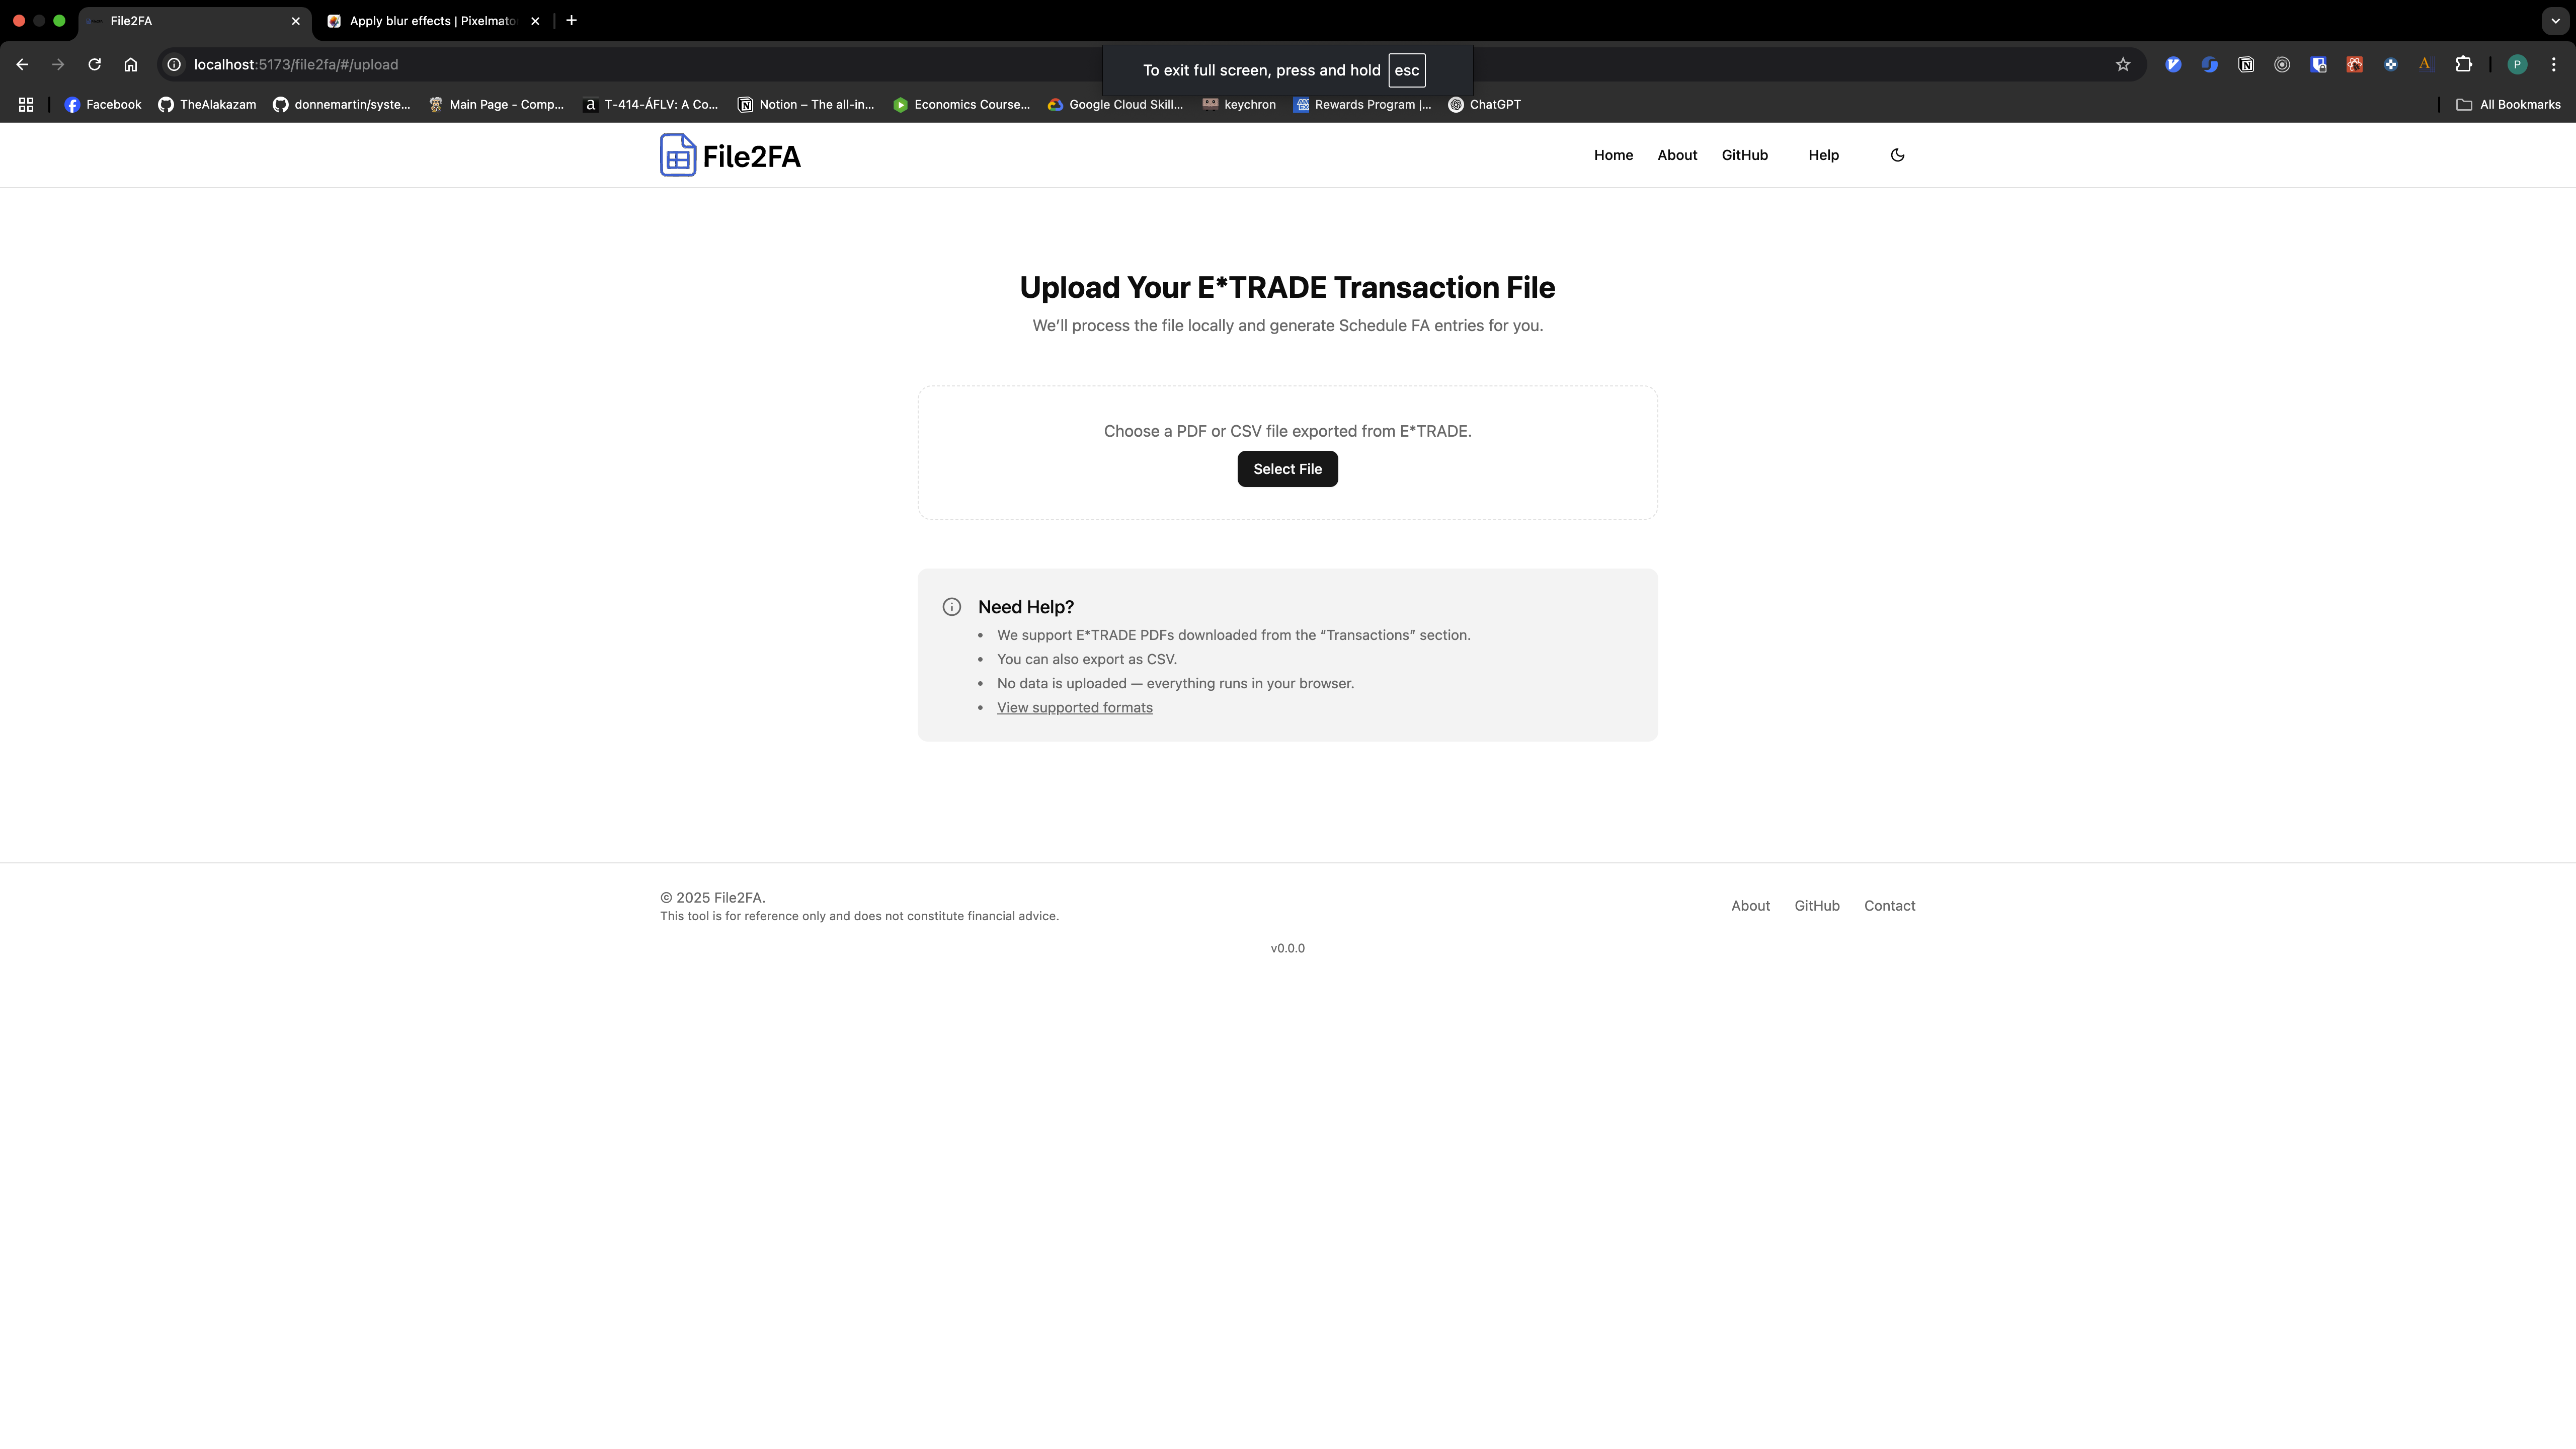 File2FA
Apply blur effects | Pixelmato
localhost:5173/file2fa/#/upload
To exit full screen, press and hold esc
P
Facebook
TheAlakazam
donnemartin/syste...
Main Page - Comp...
T-414-ÁFLV: A Co...
Notion – The all-in...
Economics Course...
Google Cloud Skill...
keychron
Rewards Program |...
ChatGPT
All Bookmarks
File2FA
Home
About
GitHub
Help
Upload Your E*TRADE Transaction File
We’ll process the file locally and generate Schedule FA entries for you.
Choose a PDF or CSV file exported from E*TRADE.
Select File
Need Help?
We support E*TRADE PDFs downloaded from the “Transactions” section.
You can also export as CSV.
No data is uploaded — everything runs in your browser.
View supported formats
© 2025 File2FA.
This tool is for reference only and does not constitute financial advice.
About
GitHub
Contact
v0.0.0